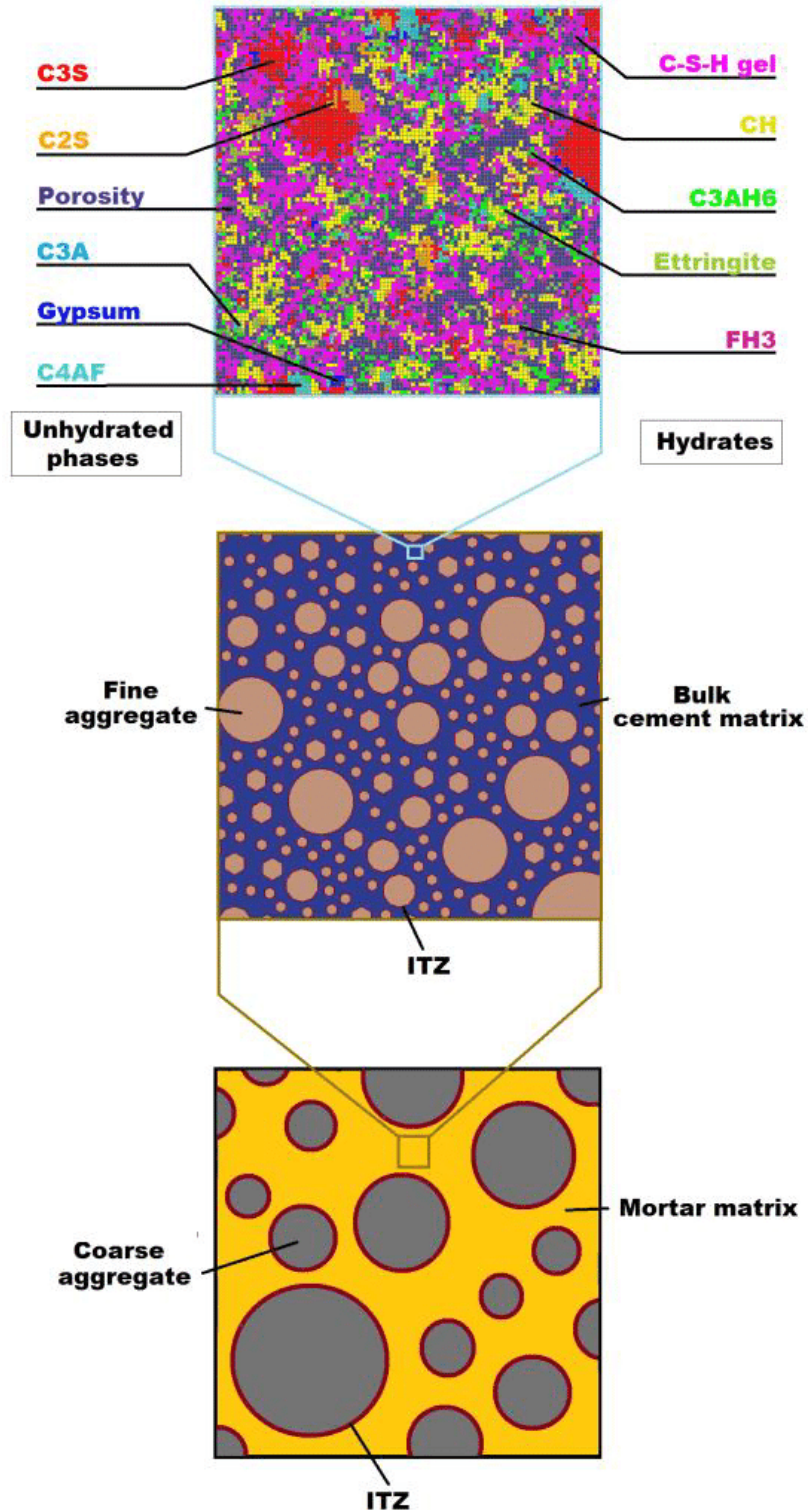 C3S
C2S
Porosity
C3A
Gypsum
C4AF
Unhydrated
phases
C-S-H gel
CH
C3AH6
Ettringite
FH3
Hydrates
Fine
aggregate
Bulk
cement matrix
ITZ
Coarse
aggregate
Mortar matrix
ITZ